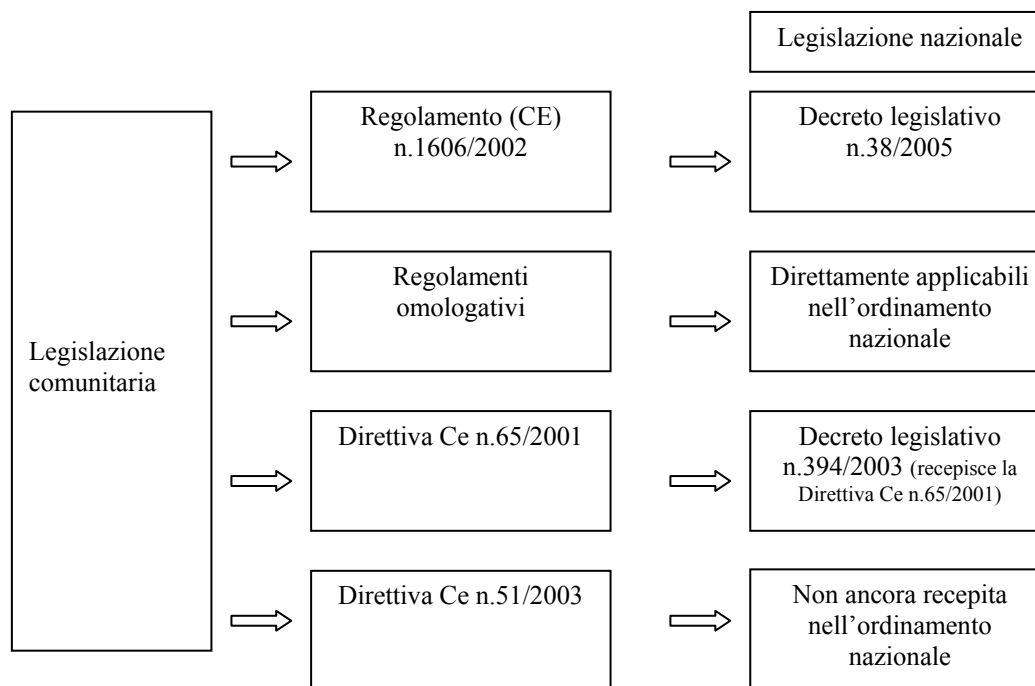 Legislazione nazionale
Legislazione
comunitaria
Regolamento (CE)
n.1606/2002
Decreto legislativo
n.38/2005
Regolamenti
omologativi
Direttamente applicabili
nell’ordinamento
nazionale
Direttiva Ce n.65/2001
Decreto legislativo
n.394/2003 (recepisce la
Direttiva Ce n.65/2001)
Direttiva Ce n.51/2003
Non ancora recepita
nell’ordinamento
nazionale